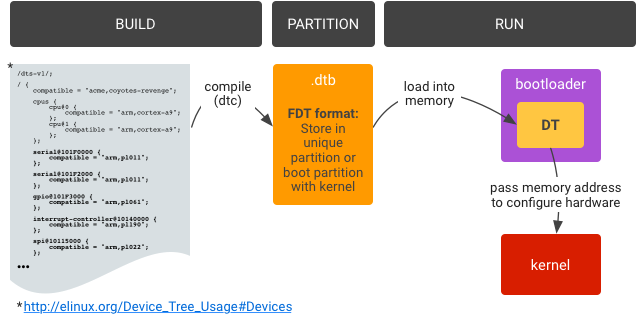 BUILD
PARTITION
RUN
*
/dts-v1/;
/ {
compatible = "acme,coyotes-revenge";
cpus {
cpu@0 {
compatible = "arm,cortex-a9";
};
cpu@1 {
compatible = "arm,cortex-a9";
};
};
serial@101F0000 {
compatible = "arm,pl011";
};
serial@101F2000 {
compatible = "arm,pl011";
};
gpio@101F3000 {
compatible = "arm,pl061";
};
interrupt-controller@10140000 {
compatible = "arm,pl190";
};
spi@10115000 {
compatible = "arm,pl022";
};
•••
compile
(dtc)
.dtb
FDT format:
Store in
unique
partition or
boot partition
with kernel
load into
memory
bootloader
DT
pass memory address
to configure hardware
kernel
*http://elinux.org/Device_Tree_Usage#Devices